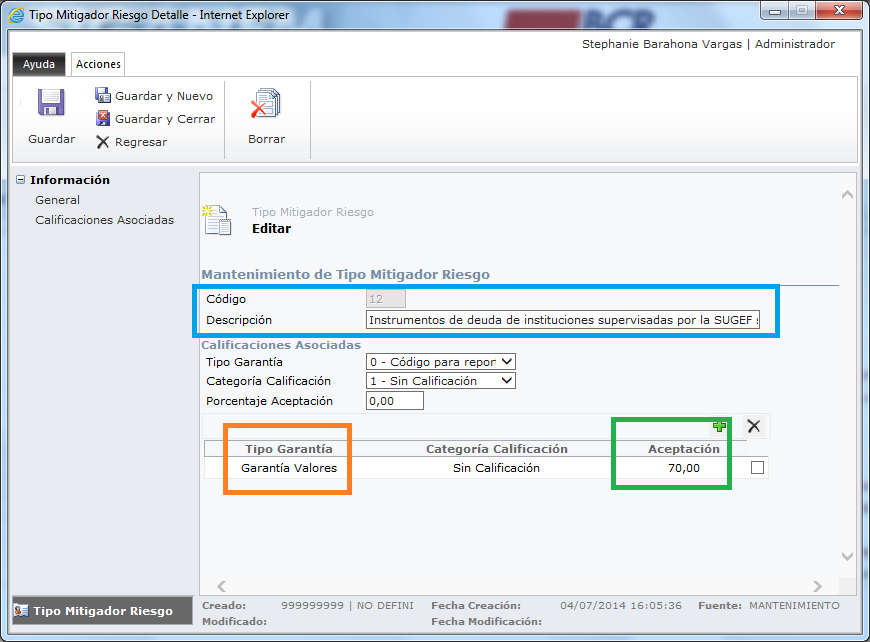 Tipo Mitigador Riesgo Detalle - Internet Explorer
BCR
Stephanie Barahona Vargas | Administrador
Ayuda Acciones
Guardar
Guardar y Nuevo
Guardar y Cerrar
Regresar
Borrar
Información
General
Calificaciones Asociadas
Tipo Mitigador Riesgo
Editar
Mantenimiento de Tipo Mitigador Riesgo
Código 12
Descripción Instrumentos de deuda de instituciones supervisadas por la SUGEF
Calificaciones Asociadas
Tipo Garantía 0 - Código para repor
Categoría Calificación 1 - Sin Calificación
Porcentaje Aceptación 0,00
Tipo Garantía Categoría Calificación Aceptación
Garantía Valores Sin Calificación 70,00
Tipo Mitigador Riesgo
Creado: 999999999 | NO DEFINI Fecha Creación: 04/07/2014 16:05:36 Fuente: MANTENIMIENTO
Modificado: Fecha Modificación: